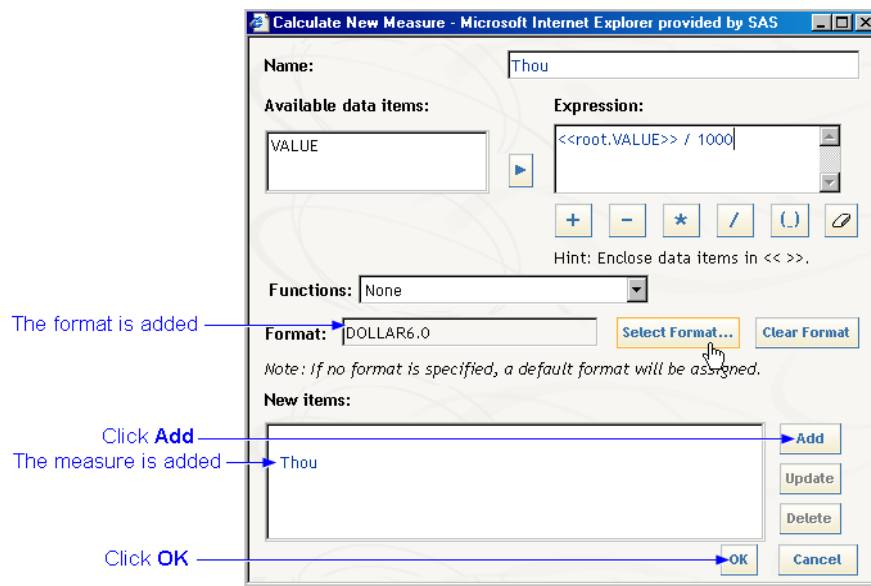 Calculate New Measure - Microsoft Internet Explorer provided by SAS
Name: Thou
Available data items: Expression:
VALUE <<root.VALUE>> / 1000
+ - * / (_)
Hint: Enclose data items in << >>.
Functions: None
The format is added Format: DOLLAR6.0 Select Format... Clear Format
Note: If no format is specified, a default format will be assigned.
New items:
Click Add Add
The measure is added Thou
Update
Delete
Click OK OK Cancel